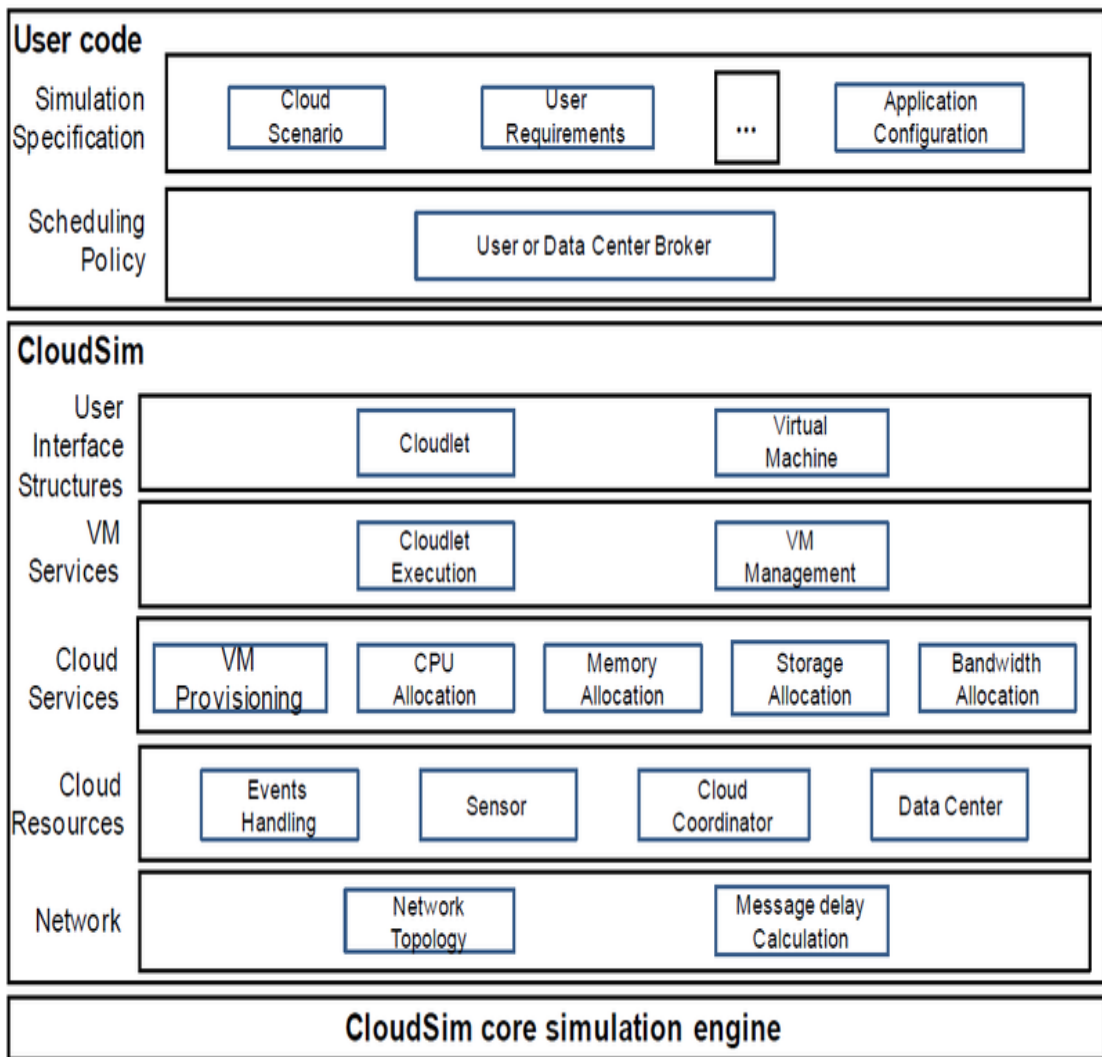 User code
Simulation
Specification
Cloud
Scenario
User
Requirements
...
Application
Configuration
Scheduling
Policy
User or Data Center Broker
CloudSim
User
Interface
Structures
Cloudlet
Virtual
Machine
VM
Services
Cloudlet
Execution
VM
Management
Cloud
Services
VM
Provisioning
CPU
Allocation
Memory
Allocation
Storage
Allocation
Bandwidth
Allocation
Cloud
Resources
Events
Handling
Sensor
Cloud
Coordinator
Data Center
Network
Network
Topology
Message delay
Calculation
CloudSim core simulation engine